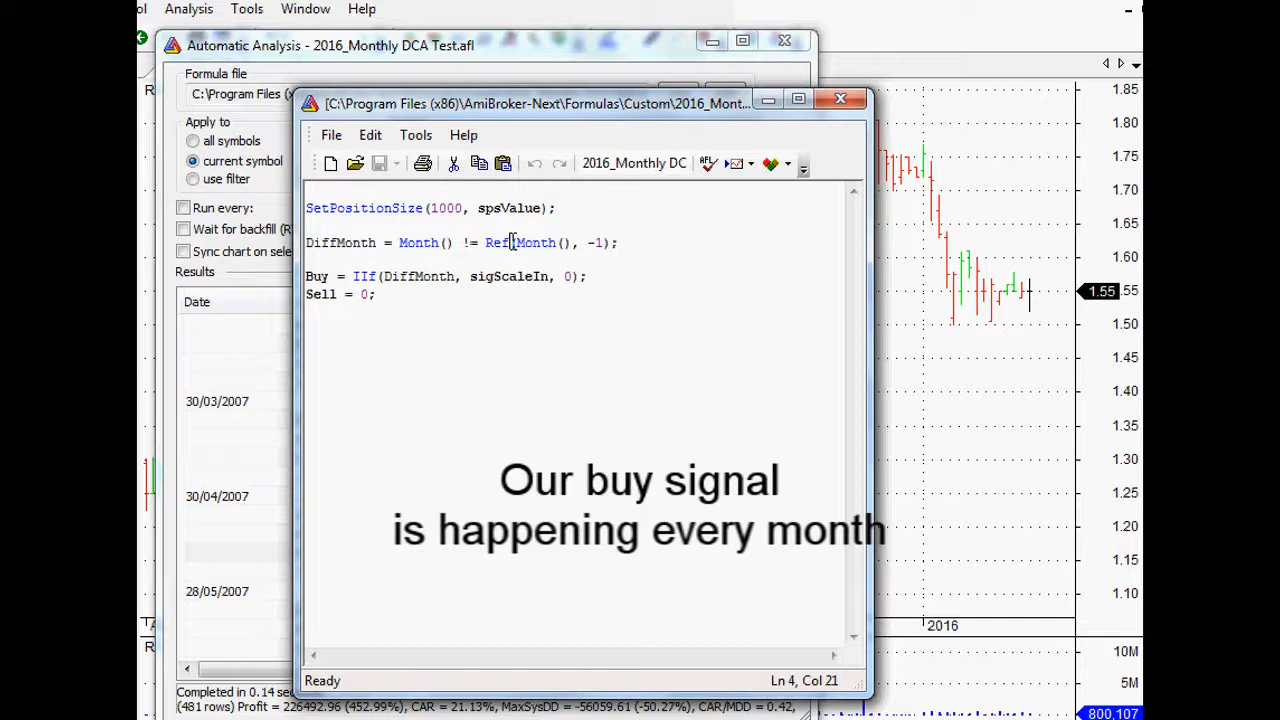 ol Analysis Tools Window Help
Automatic Analysis - 2016_Monthly DCA Test.afl
Formula file
C:\Program Files (
Apply to
all symbols
current symbol
use filter
Run every:
Wait for backfill (R
Sync chart on sele
Results
Date
30/03/2007
30/04/2007
28/05/2007
Completed in 0.14 sec
(481 rows) Profit = 226492.96 (452.99%), CAR = 21.13%, MaxSysDD = -56059.61 (-50.27%), CAR/MDD = 0.42,
[C:\Program Files (x86)\AmiBroker-Next\Formulas\Custom\2016_Mont...
File Edit Tools Help
2016_Monthly DC
SetPositionSize(1000, spsValue);
DiffMonth = Month() != Ref(Month(), -1);
Buy = IIf(DiffMonth, sigScaleIn, 0);
Sell = 0;
Our buy signal
is happening every month
Ready
Ln 4, Col 21
1.85
1.80
1.75
1.70
1.65
1.60
1.55
1.50
1.45
1.40
1.35
1.30
1.25
1.20
1.15
1.10
2016
10M
5M
800,107